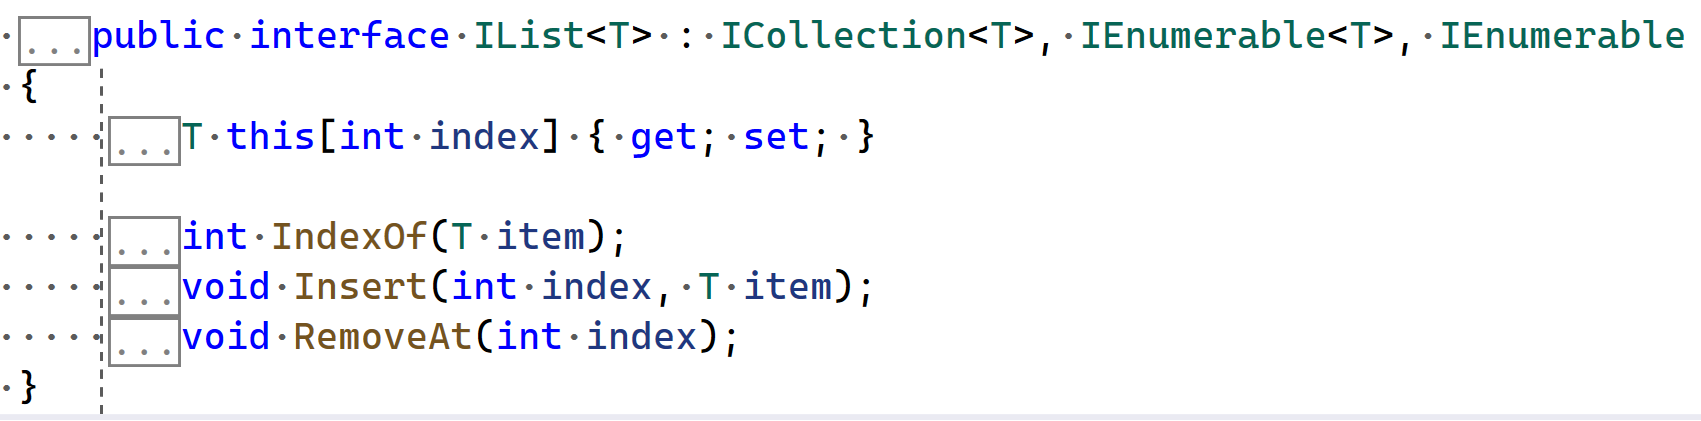 ...public interface IList<T> : ICollection<T>, IEnumerable<T>, IEnumerable
{
...T this[int index] { get; set; }
...int IndexOf(T item);
...void Insert(int index, T item);
...void RemoveAt(int index);
}